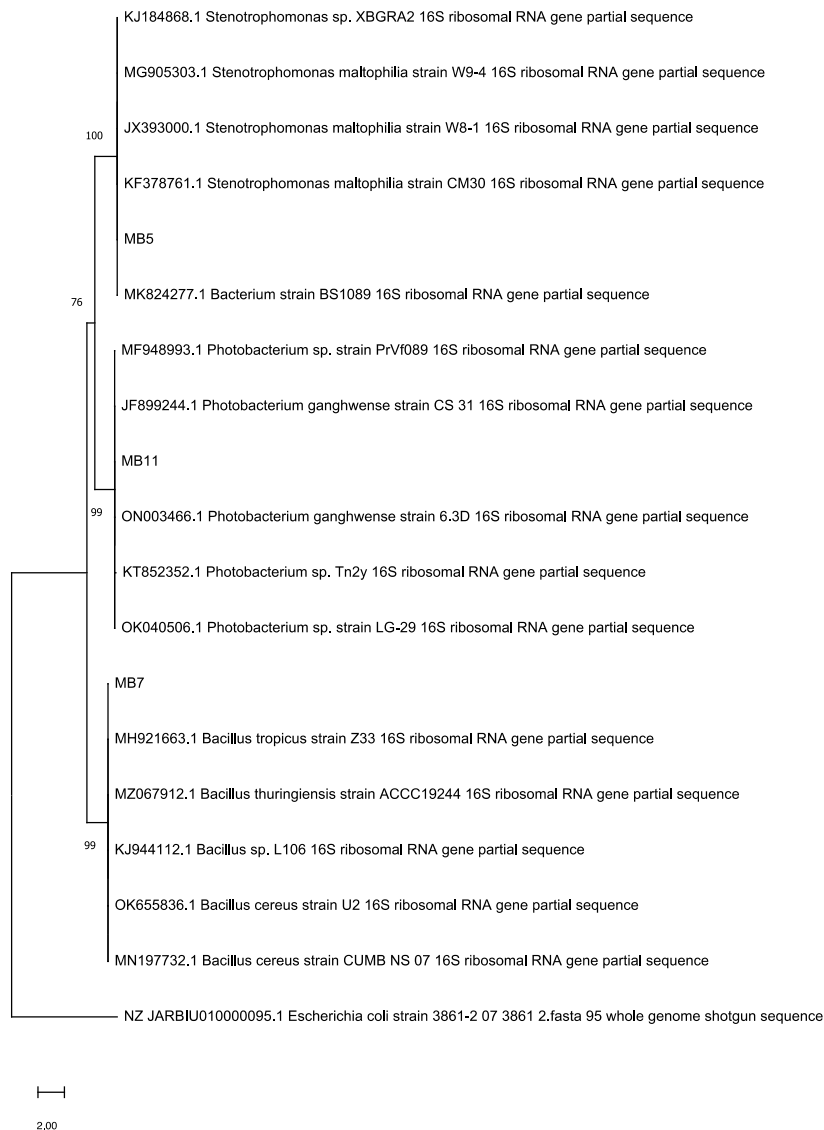 KJ184868.1 Stenotrophomonas sp. XBGRA2 16S ribosomal RNA gene partial sequence
MG905303.1 Stenotrophomonas maltophilia strain W9-4 16S ribosomal RNA gene partial sequence
JX393000.1 Stenotrophomonas maltophilia strain W8-1 16S ribosomal RNA gene partial sequence
100
KF378761.1 Stenotrophomonas maltophilia strain CM30 16S ribosomal RNA gene partial sequence
MB5
MK824277.1 Bacterium strain BS1089 16S ribosomal RNA gene partial sequence
76
MF948993.1 Photobacterium sp. strain PrVf089 16S ribosomal RNA gene partial sequence
JF899244.1 Photobacterium ganghwense strain CS 31 16S ribosomal RNA gene partial sequence
MB11
99
ON003466.1 Photobacterium ganghwense strain 6.3D 16S ribosomal RNA gene partial sequence
KT852352.1 Photobacterium sp. Tn2y 16S ribosomal RNA gene partial sequence
OK040506.1 Photobacterium sp. strain LG-29 16S ribosomal RNA gene partial sequence
MB7
MH921663.1 Bacillus tropicus strain Z33 16S ribosomal RNA gene partial sequence
MZ067912.1 Bacillus thuringiensis strain ACCC19244 16S ribosomal RNA gene partial sequence
99
KJ944112.1 Bacillus sp. L106 16S ribosomal RNA gene partial sequence
OK655836.1 Bacillus cereus strain U2 16S ribosomal RNA gene partial sequence
MN197732.1 Bacillus cereus strain CUMB NS 07 16S ribosomal RNA gene partial sequence
NZ JARBIU010000095.1 Escherichia coli strain 3861-2 07 3861 2.fasta 95 whole genome shotgun sequence
2.00